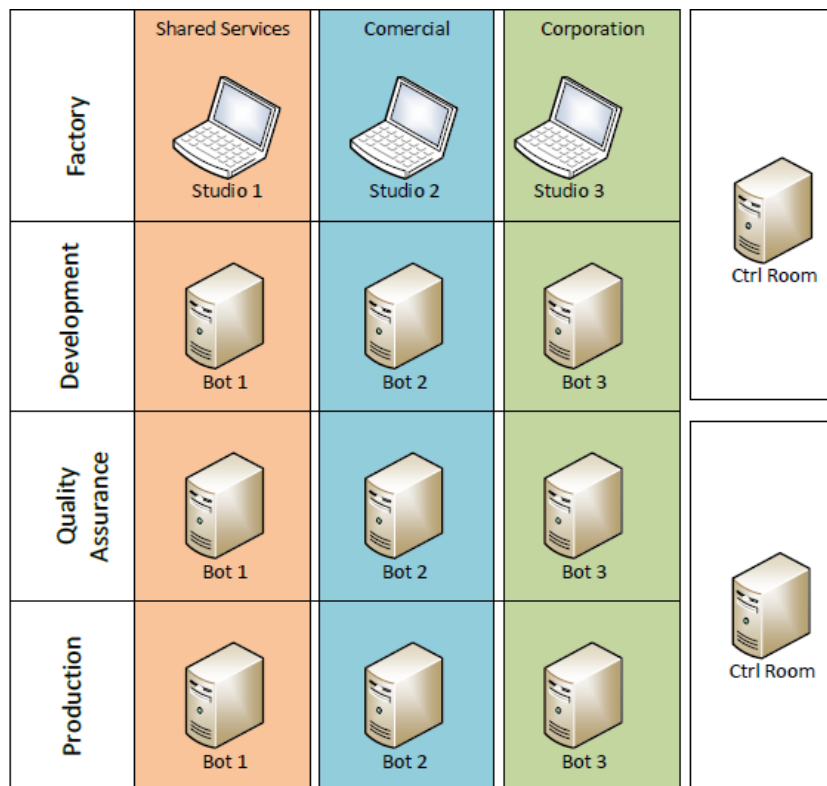 Shared Services
Comercial
Corporation
Factory
Studio 1
Studio 2
Studio 3
Ctrl Room
Development
Bot 1
Bot 2
Bot 3
Quality
Assurance
Bot 1
Bot 2
Bot 3
Ctrl Room
Production
Bot 1
Bot 2
Bot 3